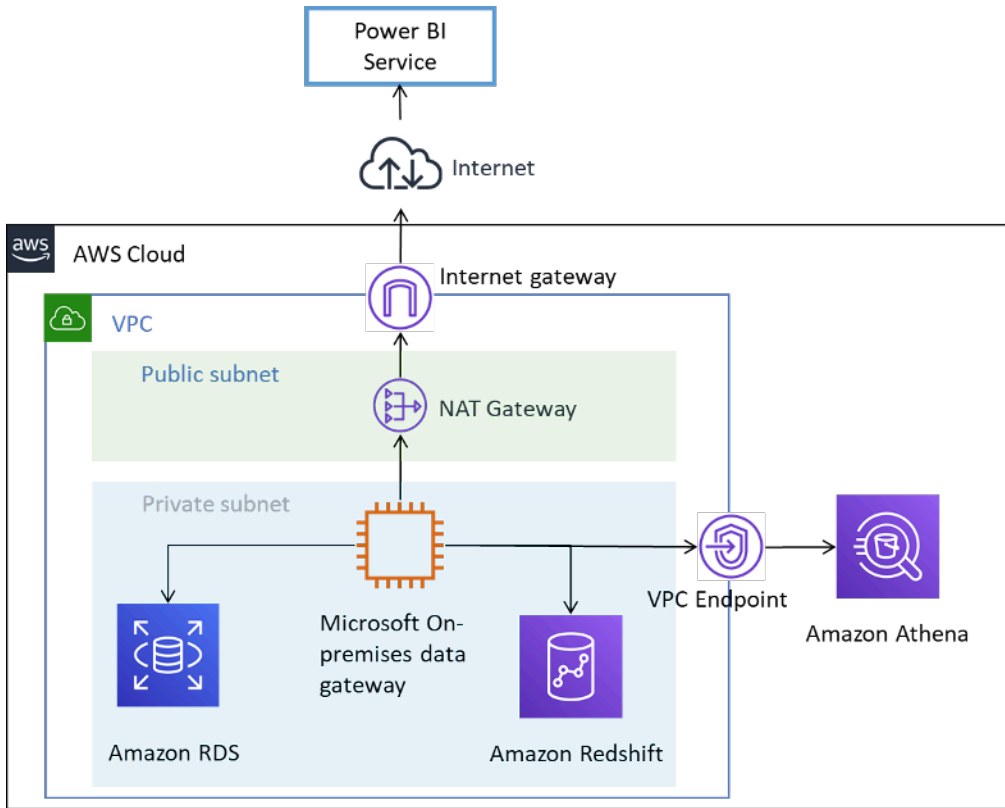 Power BI
Service
Internet
aws
AWS Cloud
Internet gateway
VPC
Public subnet
NAT Gateway
Private subnet
VPC Endpoint
Microsoft On-
premises data
gateway
Amazon Athena
Amazon RDS
Amazon Redshift